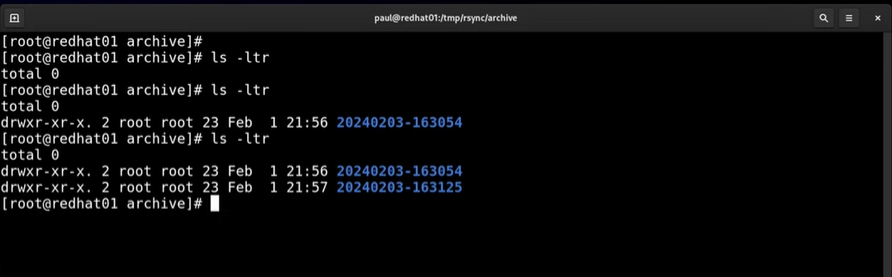 paul@redhat01:/tmp/rsync/archive
[root@redhat01 archive]#
[root@redhat01 archive]# ls -ltr
total 0
[root@redhat01 archive]# ls -ltr
total 0
drwxr-xr-x. 2 root root 23 Feb  1 21:56 20240203-163054
[root@redhat01 archive]# ls -ltr
total 0
drwxr-xr-x. 2 root root 23 Feb  1 21:56 20240203-163054
drwxr-xr-x. 2 root root 23 Feb  1 21:57 20240203-163125
[root@redhat01 archive]#